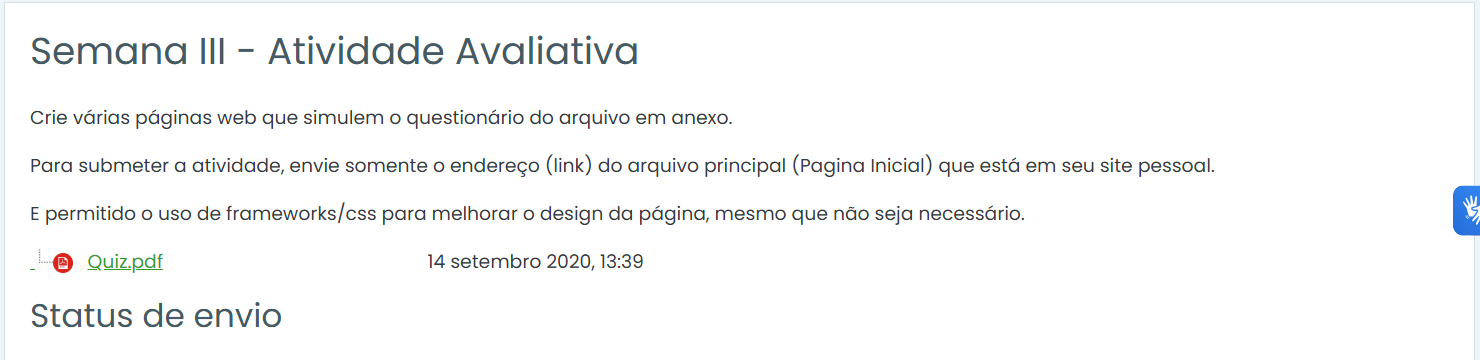 Semana III - Atividade Avaliativa
Crie várias páginas web que simulem o questionário do arquivo em anexo.
Para submeter a atividade, envie somente o endereço (link) do arquivo principal (Pagina Inicial) que está em seu site pessoal.
E permitido o uso de frameworks/css para melhorar o design da página, mesmo que não seja necessário.
Quiz.pdf 14 setembro 2020, 13:39
Status de envio